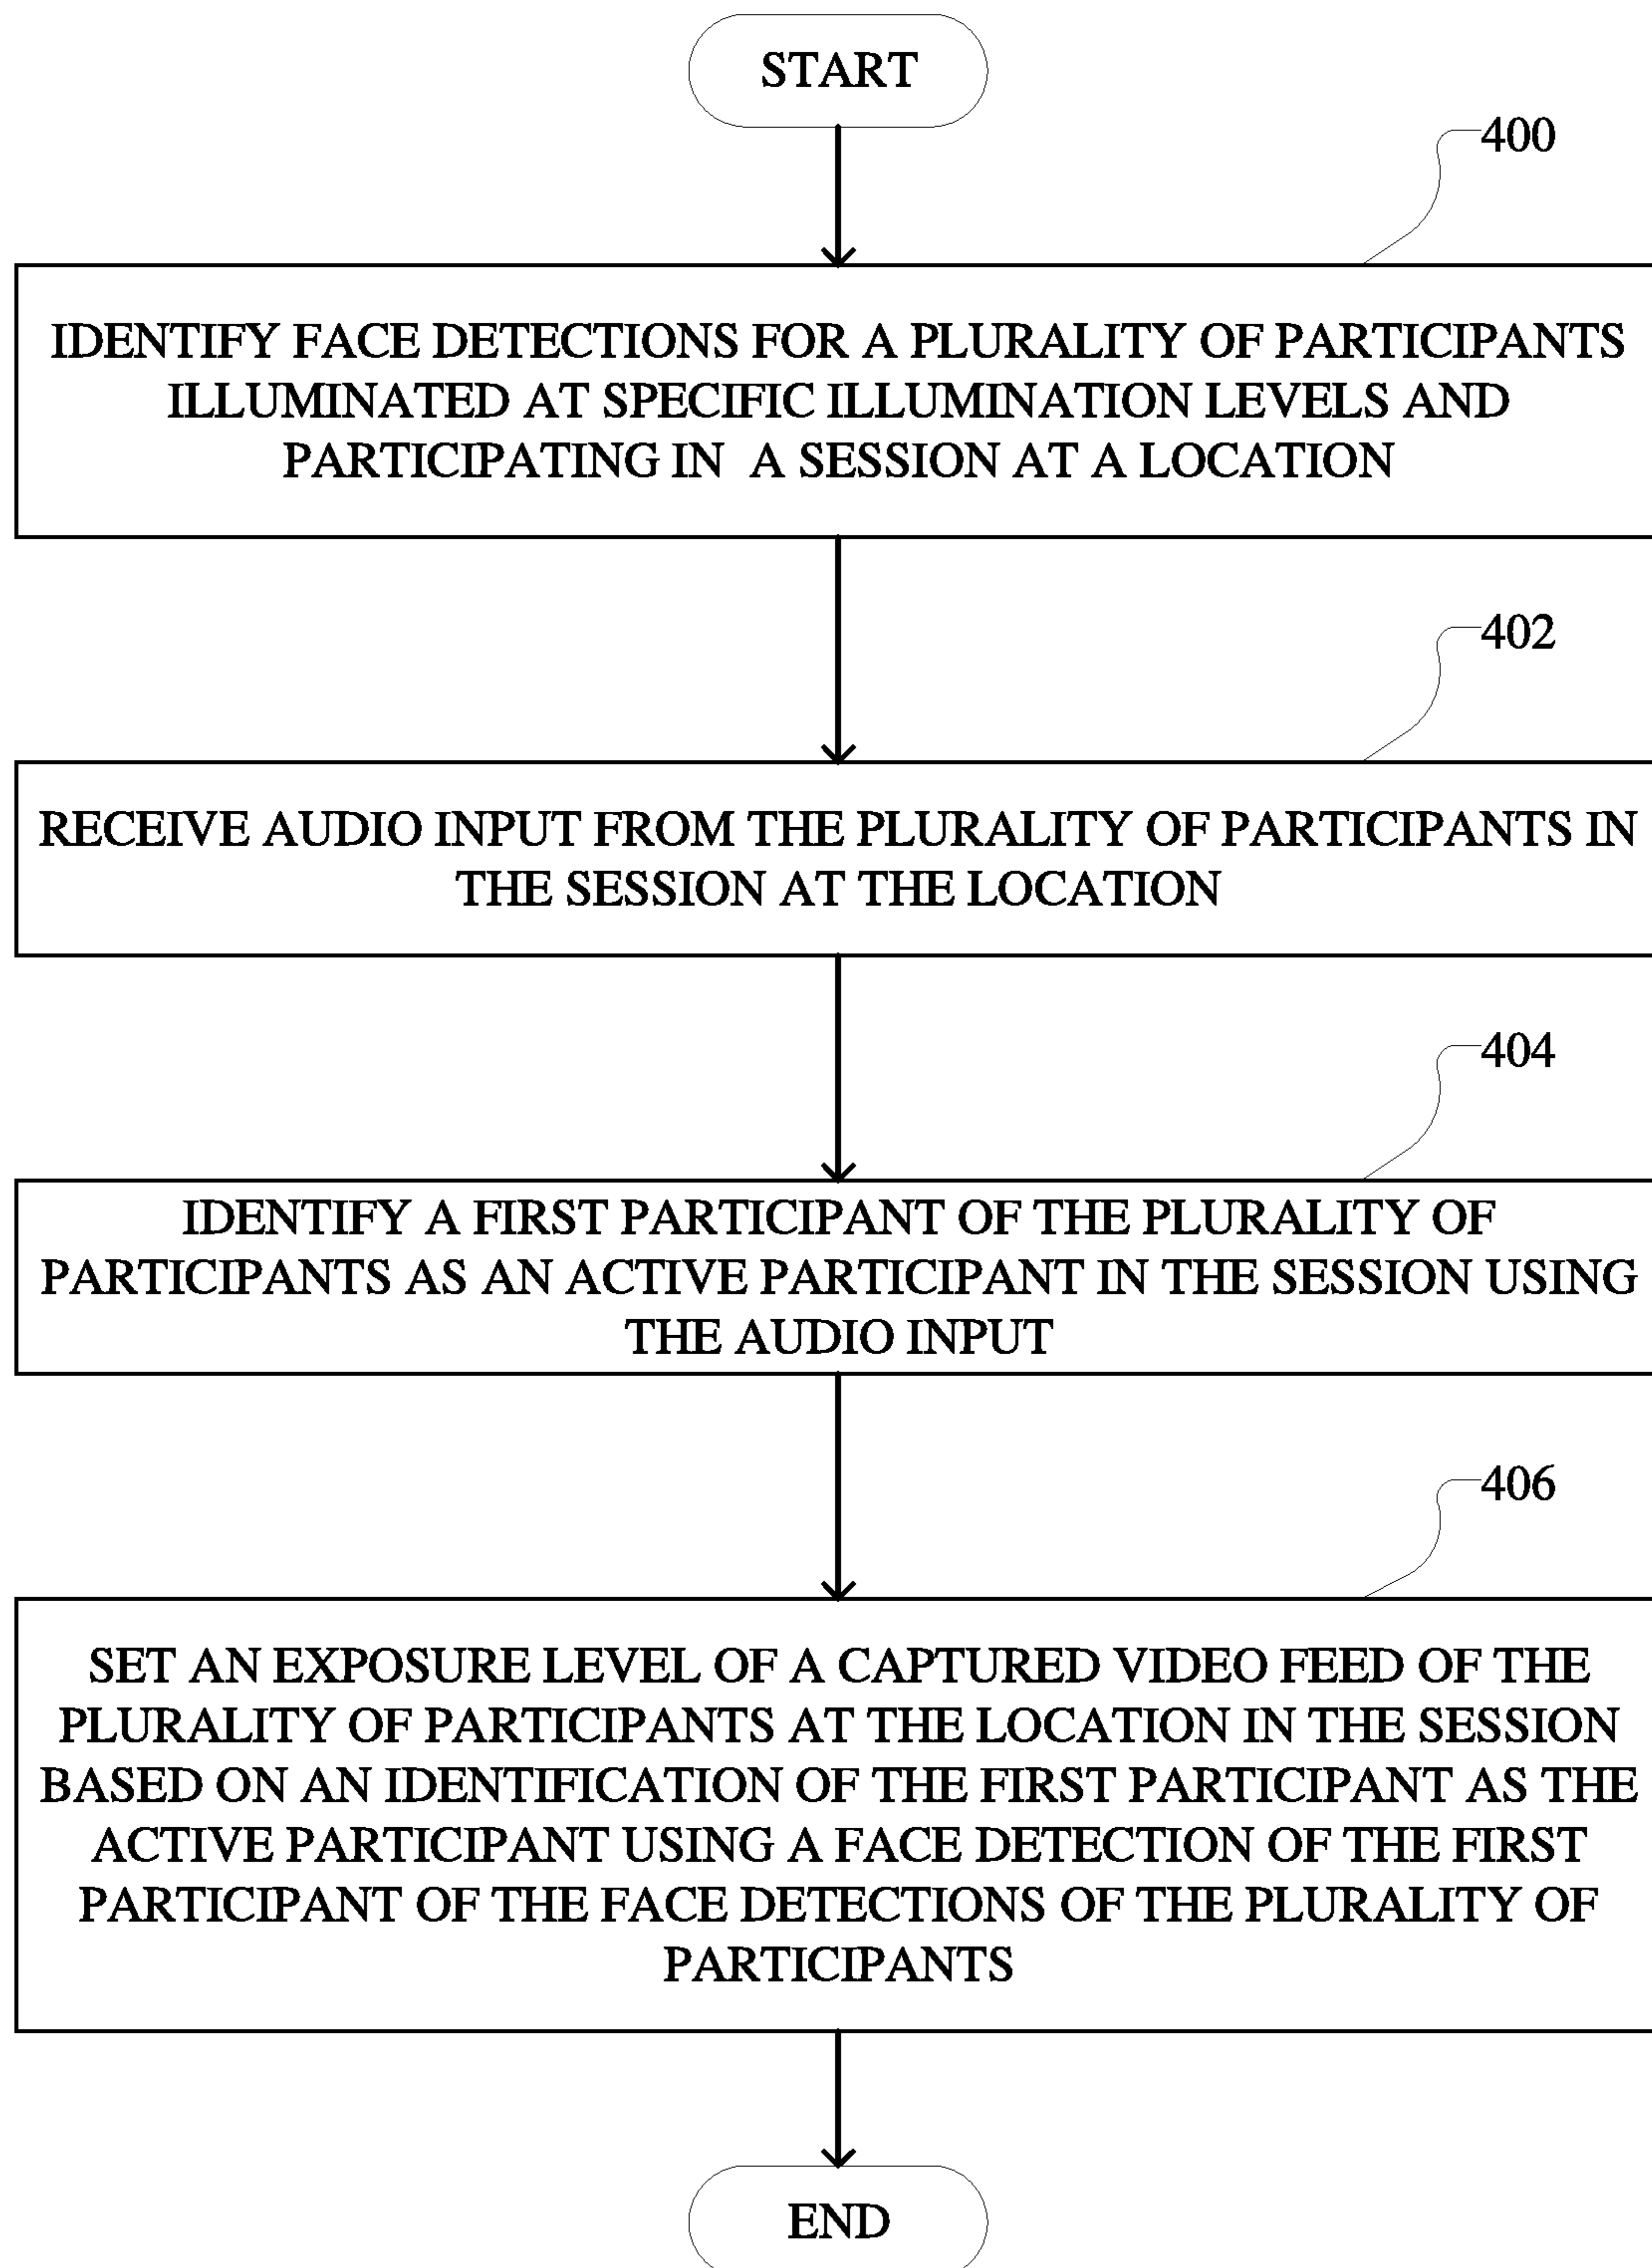 START
400
IDENTIFY FACE DETECTIONS FOR A PLURALITY OF PARTICIPANTS
ILLUMINATED AT SPECIFIC ILLUMINATION LEVELS AND
PARTICIPATING IN A SESSION AT A LOCATION
402
RECEIVE AUDIO INPUT FROM THE PLURALITY OF PARTICIPANTS IN
THE SESSION AT THE LOCATION
404
IDENTIFY A FIRST PARTICIPANT OF THE PLURALITY OF
PARTICIPANTS AS AN ACTIVE PARTICIPANT IN THE SESSION USING
THE AUDIO INPUT
406
SET AN EXPOSURE LEVEL OF A CAPTURED VIDEO FEED OF THE
PLURALITY OF PARTICIPANTS AT THE LOCATION IN THE SESSION
BASED ON AN IDENTIFICATION OF THE FIRST PARTICIPANT AS THE
ACTIVE PARTICIPANT USING A FACE DETECTION OF THE FIRST
PARTICIPANT OF THE FACE DETECTIONS OF THE PLURALITY OF
PARTICIPANTS
END